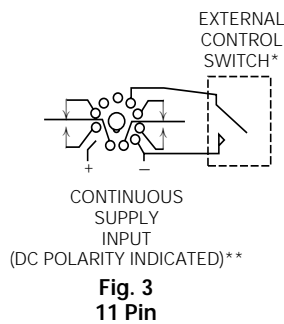 EXTERNAL
CONTROL
SWITCH*
+ −
CONTINUOUS
SUPPLY
INPUT
(DC POLARITY INDICATED)**
Fig. 3
11 Pin